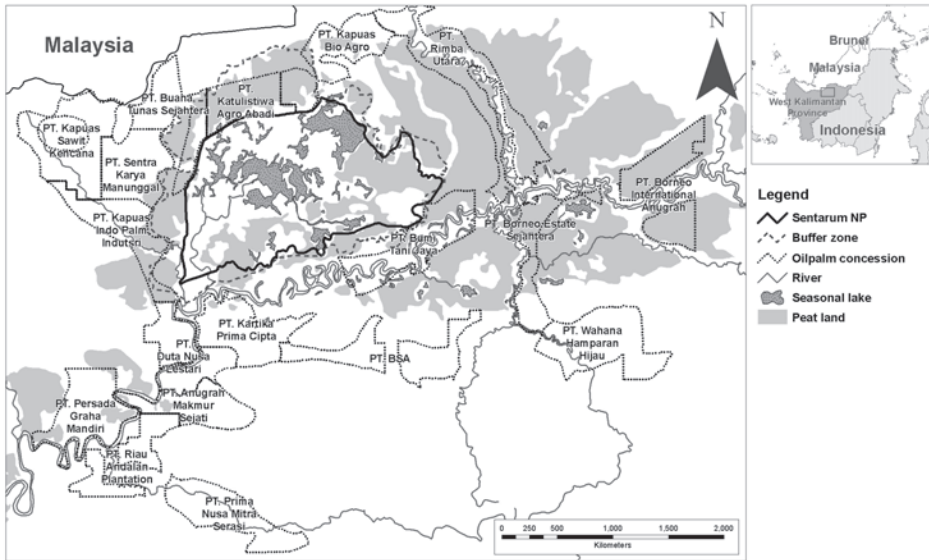 Malaysia
PT. Kapuas
Bio Agro
PT.
Rimba
Utara
N
PT. Buana
Tunas Sejahtera
PT.
Katulistiwa
Agro Abadi
PT. Kapuas
Sawit
Kencana
PT. Sentra
Karya
Manunggal
PT. Kapuas
Indo Palm
Indutsri
PT. Borneo
International
Anugrah
PT. Borneo Estate
Sejahtera
PT. Bumi
Tani Jaya
PT. Kartika
Prima Cipta
PT.
Duta Nusa
Lestari
PT. BSA
PT. Wahana
Hamparan
Hijau
PT. Anugrah
Makmur
Sejati
PT. Persada
Graha
Mandiri
PT. Riau
Andalan
Plantation
PT. Prima
Nusa Mitra
Serasi
0 250 500 1,000 1,500 2,000
Kilometers
Brunei
Malaysia
West Kalimantan
Province
Indonesia
Legend
Sentarum NP
Buffer zone
Oilpalm concession
River
Seasonal lake
Peat land